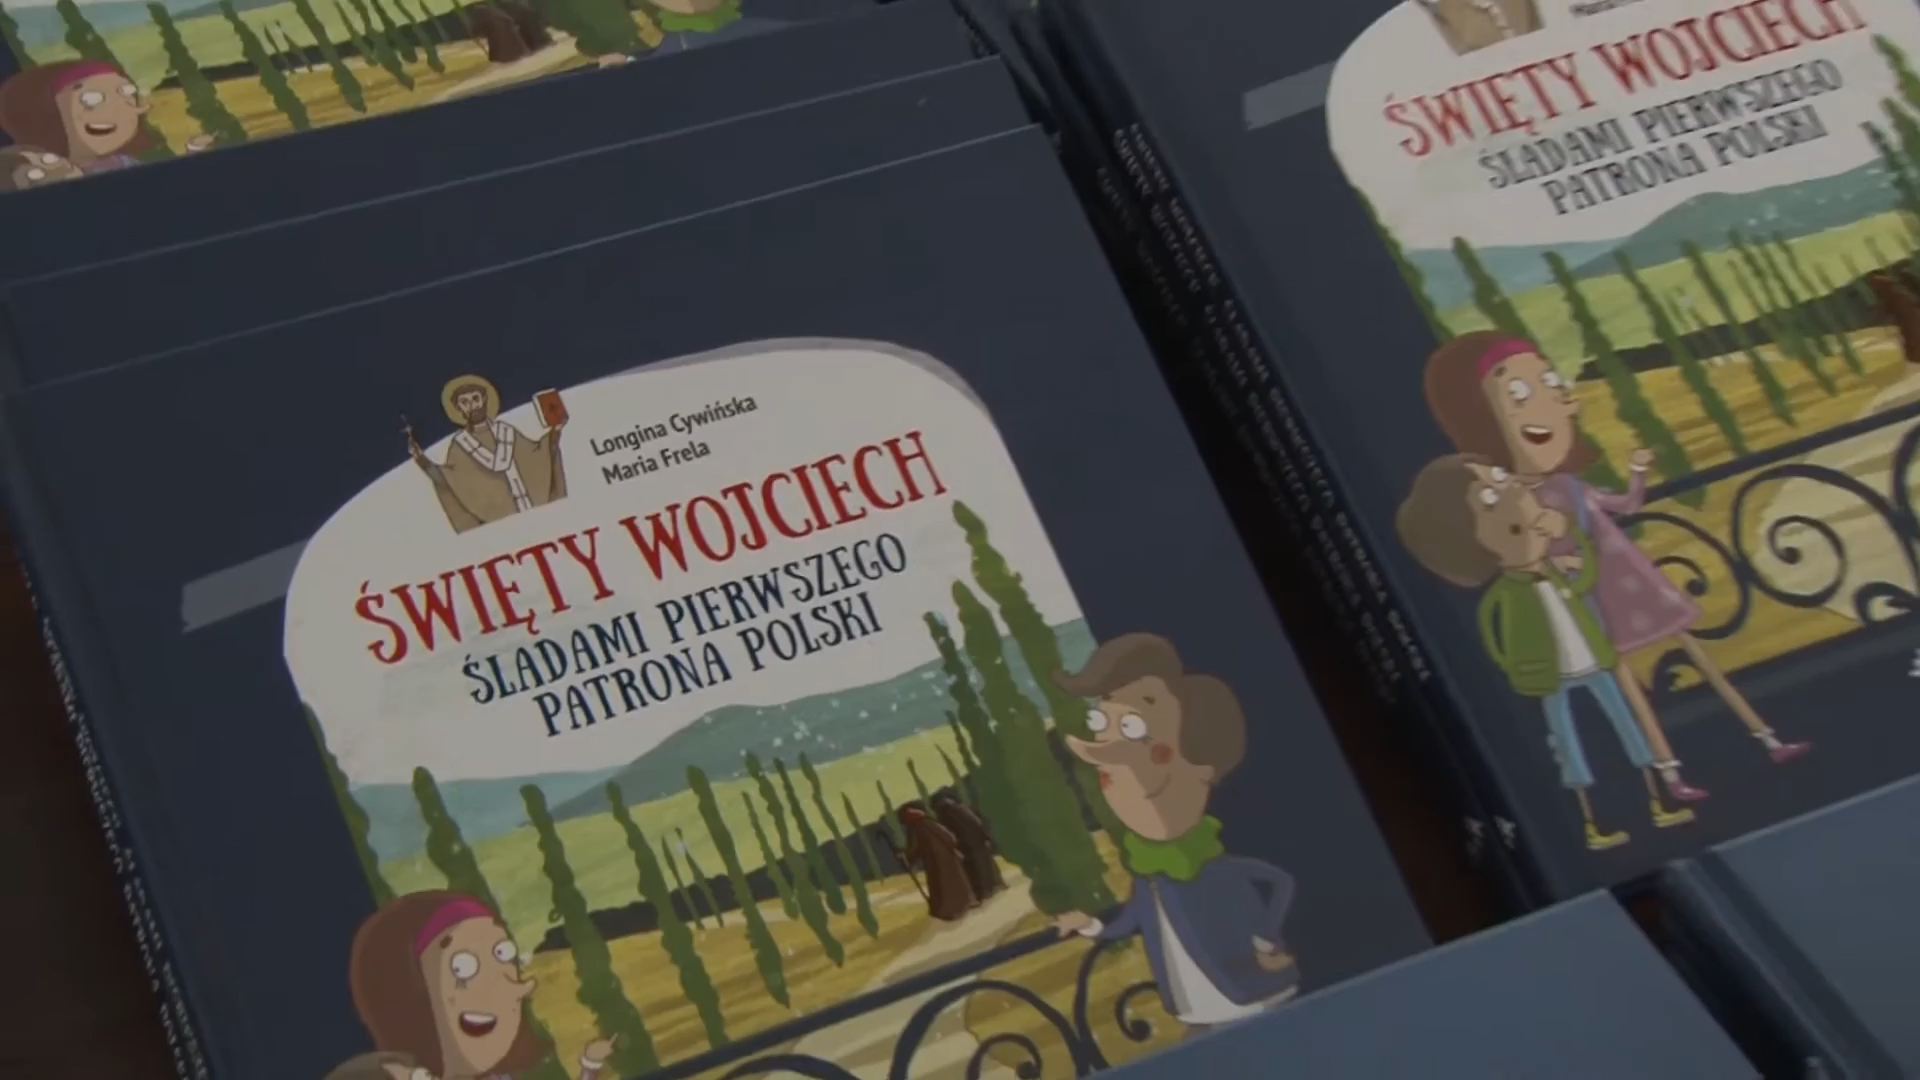 Longina Cywińska
Maria Frela
ŚWIĘTY WOJCIECH
ŚLADAMI PIERWSZEGO
PATRONA POLSKI
ŚWIĘTY WOJCIECH
ŚLADAMI PIERWSZEGO
PATRONA POLSKI